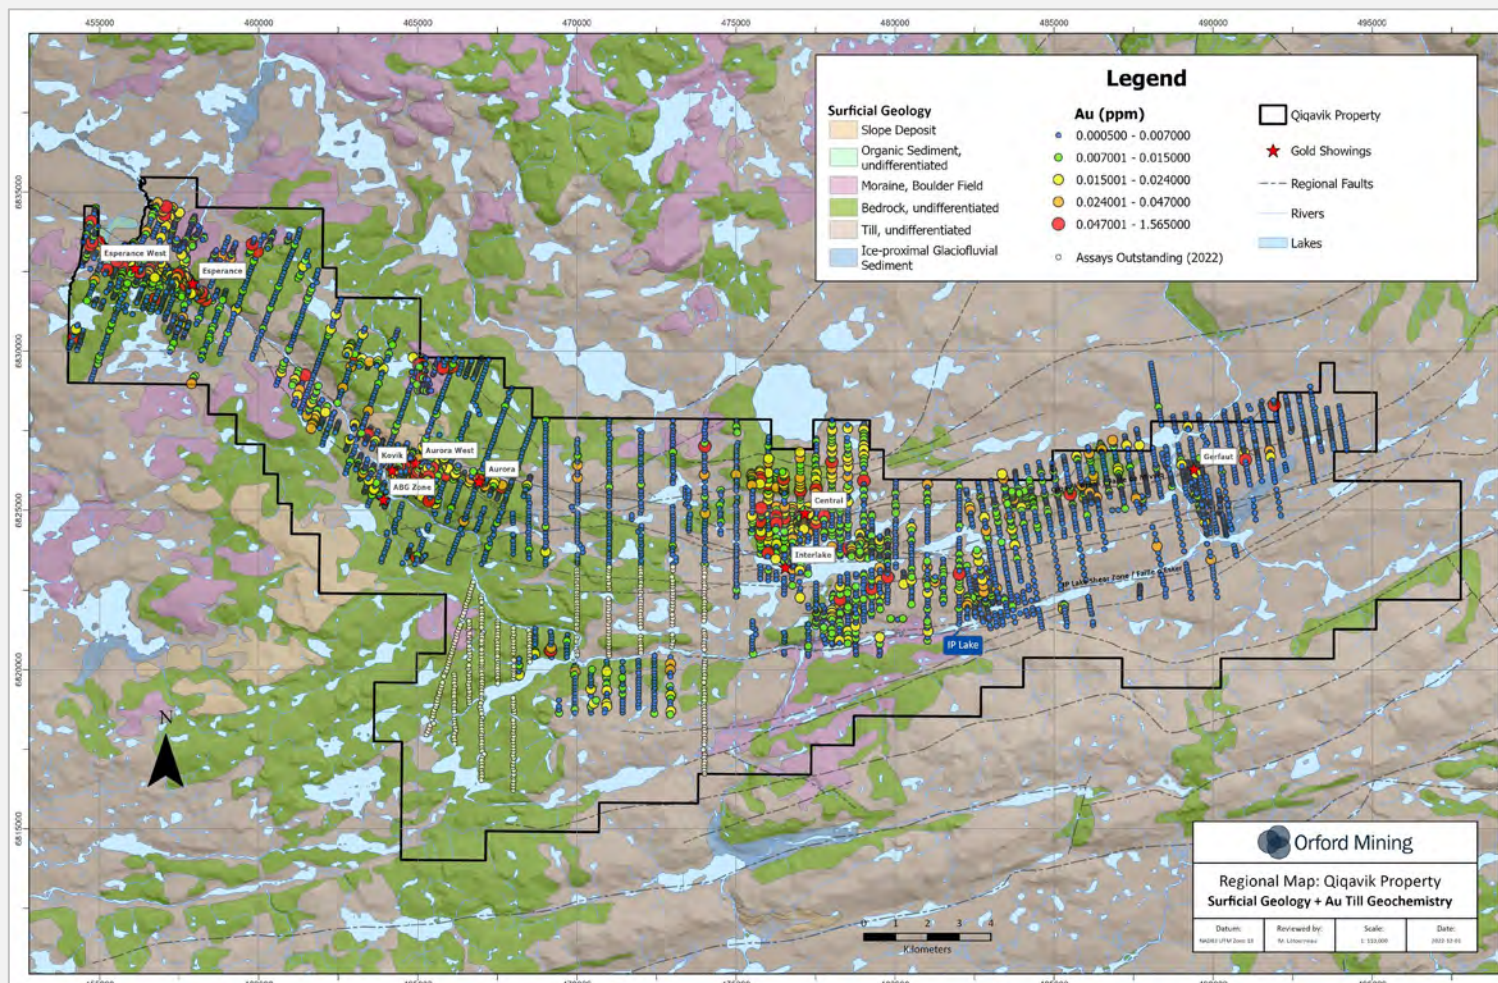 455000 460000 465000 470000 475000 480000 485000 490000 495000
Legend
Surficial Geology
Slope Deposit
Organic Sediment,
undifferentiated
Moraine, Boulder Field
Bedrock, undifferentiated
Till, undifferentiated
Ice-proximal Glaciofluvial
Sediment
Au (ppm)
0.000500 - 0.007000
0.007001 - 0.015000
0.015001 - 0.024000
0.024001 - 0.047000
0.047001 - 1.565000
Assays Outstanding (2022)
Qiqavik Property
Gold Showings
Regional Faults
Rivers
Lakes
6835000
6830000
6825000
6820000
6815000
Esperance West
Esperance
Kovik
Aurora West
Aurora
ABG Zone
Central
Interlake
Gerfaut
IP Lake Shear Zone / Faille
IP Lake
N
0 1 2 3 4
Kilometers
Orford Mining
Regional Map: Qiqavik Property
Surficial Geology + Au Till Geochemistry
Datum:
Reviewed by:
Scale:
Date: